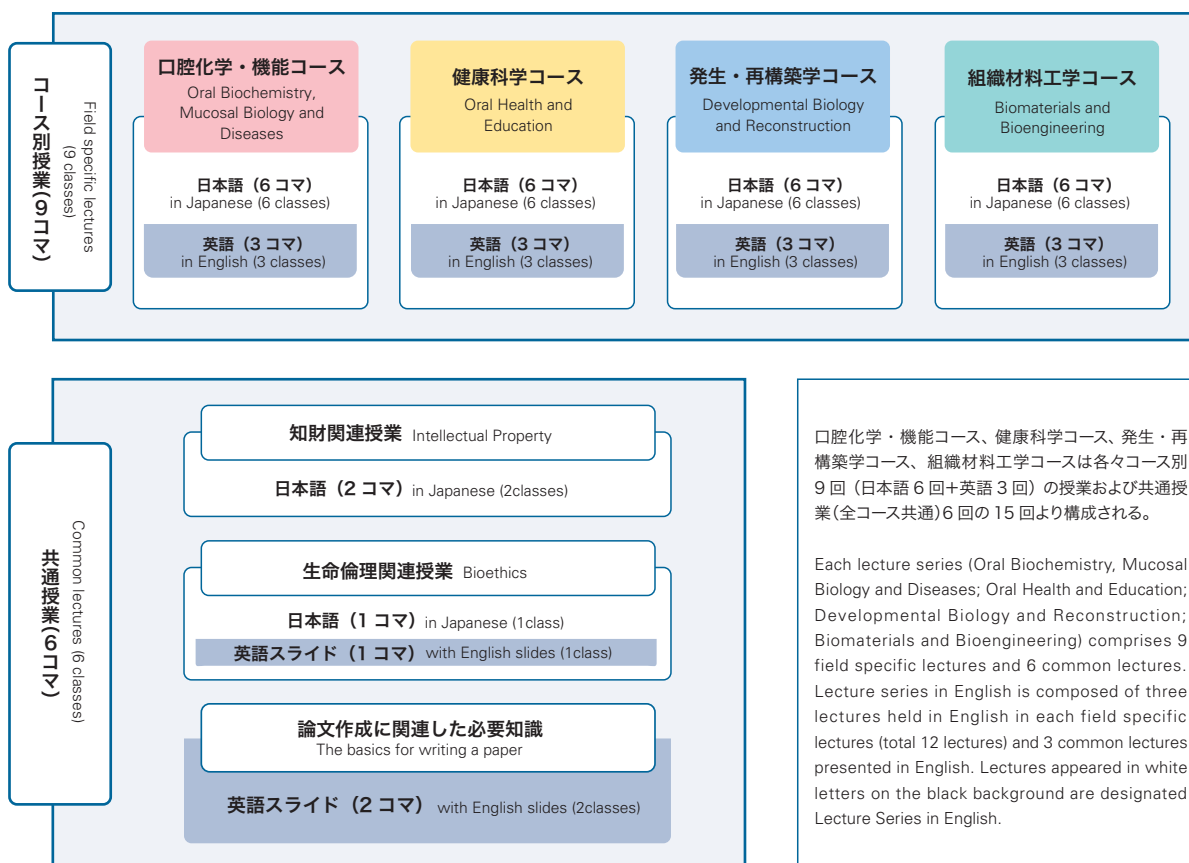 コース別授業(9コマ)
Field specific lectures
(9 classes)
口腔化学・機能コース
Oral Biochemistry,
Mucosal Biology and
Diseases
日本語（6 コマ）
in Japanese (6 classes)
英語（3 コマ）
in English (3 classes)
健康科学コース
Oral Health and
Education
日本語（6 コマ）
in Japanese (6 classes)
英語（3 コマ）
in English (3 classes)
発生・再構築学コース
Developmental Biology
and Reconstruction
日本語（6 コマ）
in Japanese (6 classes)
英語（3 コマ）
in English (3 classes)
組織材料工学コース
Biomaterials and
Bioengineering
日本語（6 コマ）
in Japanese (6 classes)
英語（3 コマ）
in English (3 classes)
共通授業(6コマ)
Common lectures (6 classes)
知財関連授業 Intellectual Property
日本語（2 コマ）in Japanese (2classes)
生命倫理関連授業 Bioethics
日本語（1 コマ）in Japanese (1class)
英語スライド（1 コマ）with English slides (1class)
論文作成に関連した必要知識
The basics for writing a paper
英語スライド（2 コマ）with English slides (2classes)
口腔化学・機能コース、健康科学コース、発生・再
構築学コース、組織材料工学コースは各々コース別
9 回（日本語 6 回+英語 3 回）の授業および共通授
業(全コース共通)6 回の 15 回より構成される。
Each lecture series (Oral Biochemistry, Mucosal
Biology and Diseases; Oral Health and Education;
Developmental Biology and Reconstruction;
Biomaterials and Bioengineering) comprises 9
field specific lectures and 6 common lectures.
Lecture series in English is composed of three
lectures held in English in each field specific
lectures (total 12 lectures) and 3 common lectures
presented in English. Lectures appeared in white
letters on the black background are designated
Lecture Series in English.